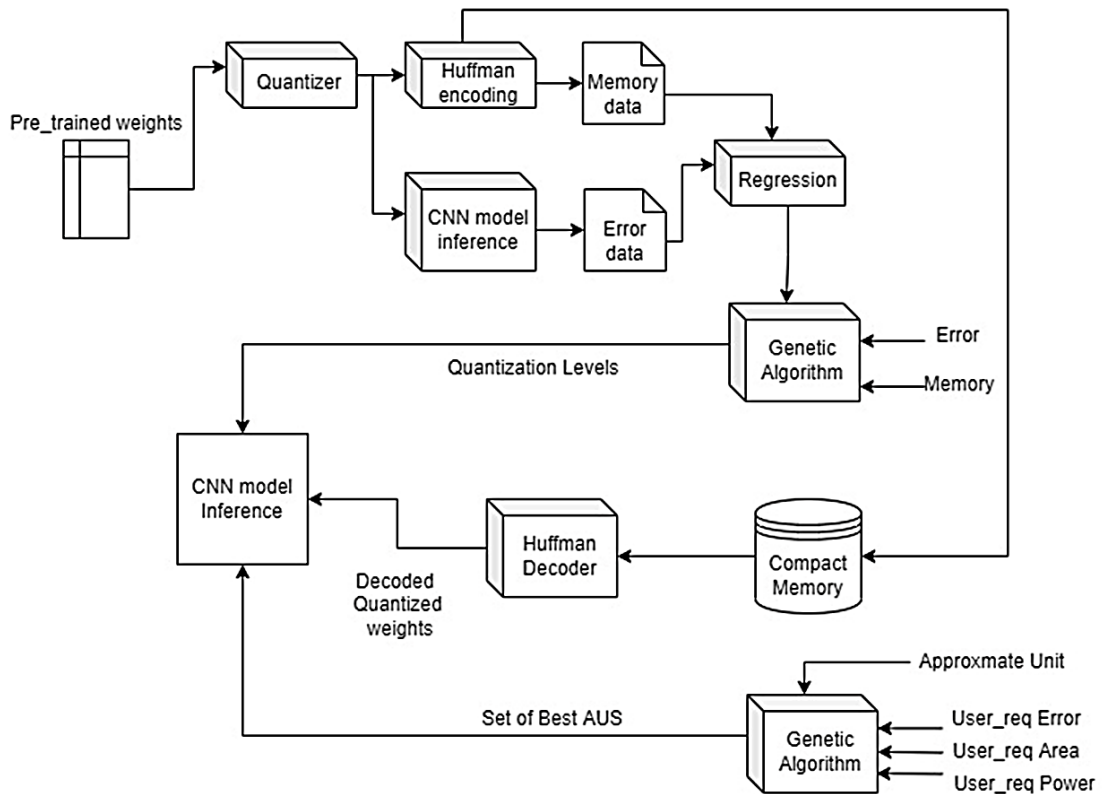 Pre_trained weights
Quantizer
Huffman
encoding
Memory
data
CNN model
inference
Error
data
Regression
Genetic
Algorithm
Error
Memory
Quantization Levels
CNN model
Inference
Decoded
Quantized
weights
Huffman
Decoder
Compact
Memory
Approxmate Unit
Set of Best AUS
Genetic
Algorithm
User_req Error
User_req Area
User_req Power